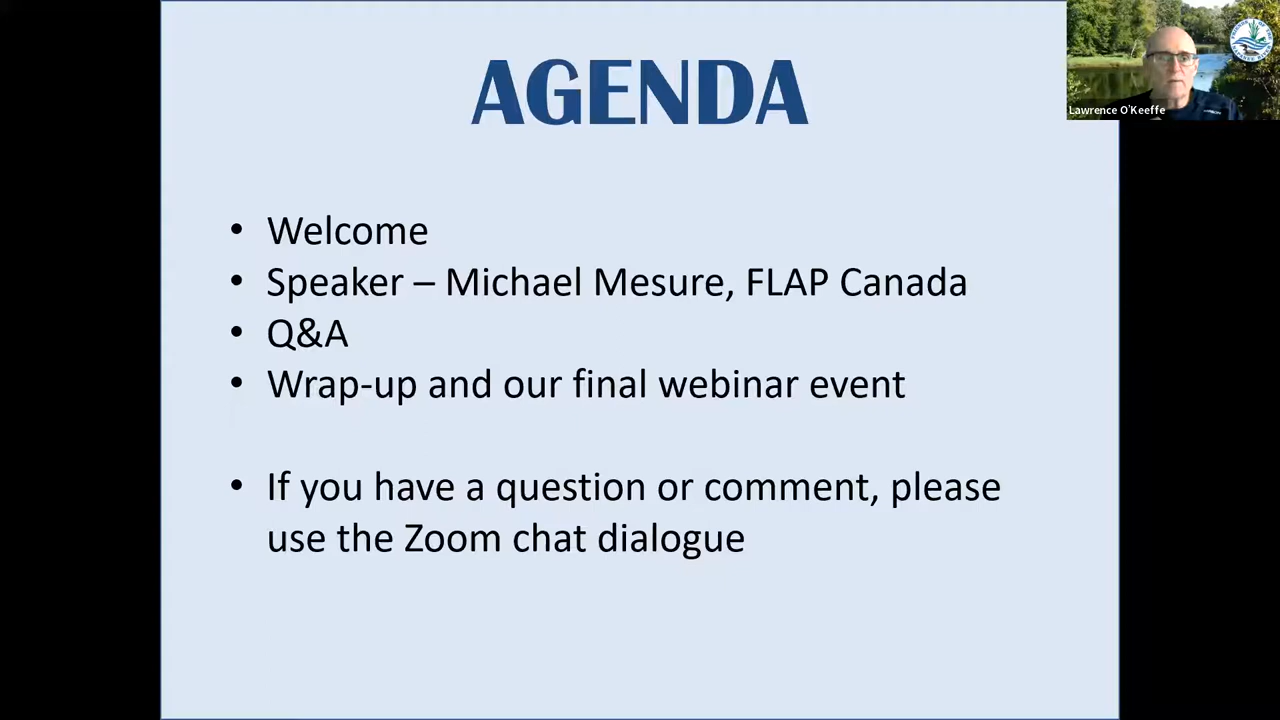 AGENDA
Lawrence O'Keeffe
• Welcome
• Speaker – Michael Mesure, FLAP Canada
• Q&A
• Wrap-up and our final webinar event
• If you have a question or comment, please
use the Zoom chat dialogue